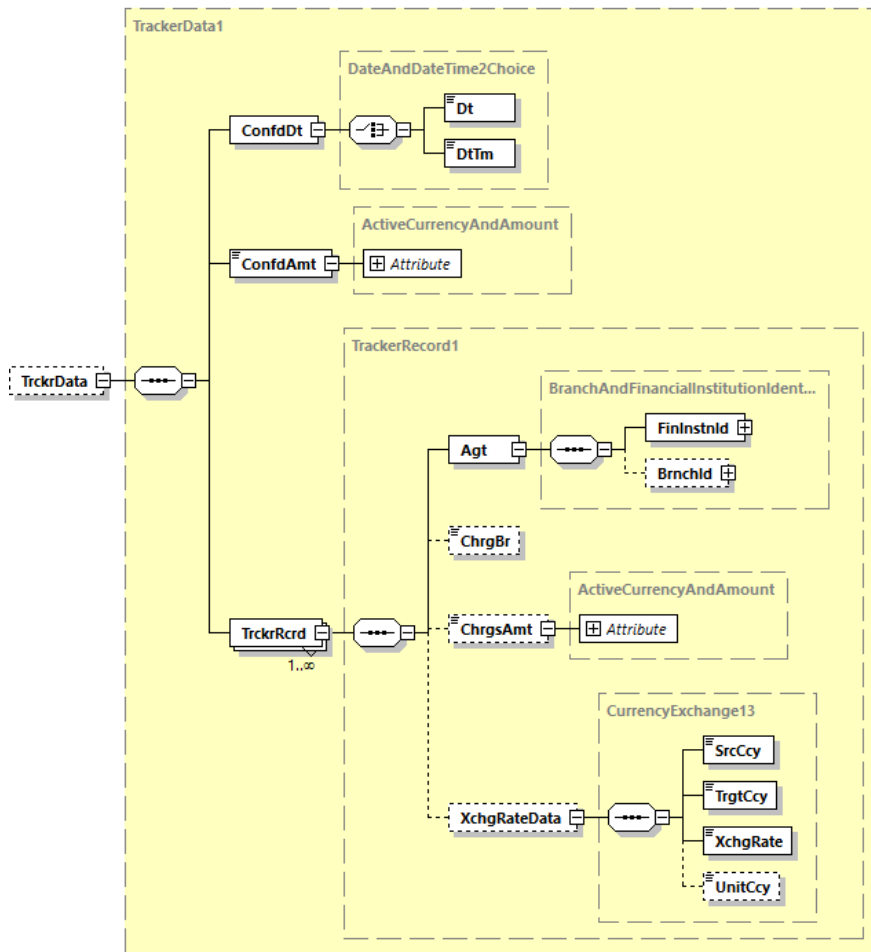 TrackerData1
DateAndDateTime2Choice
Dt
ConfdDt
DtTm
ActiveCurrencyAndAmount
ConfdAmt
Attribute
TrackerRecord1
TrckrData
BranchAndFinancialInstitutionIdent...
FinInstnId
Agt
BrnchId
ChrgBr
ActiveCurrencyAndAmount
TrckrRcrd
ChrgsAmt
Attribute
1..∞
CurrencyExchange13
SrcCcy
TrgtCcy
XchgRateData
XchgRate
UnitCcy